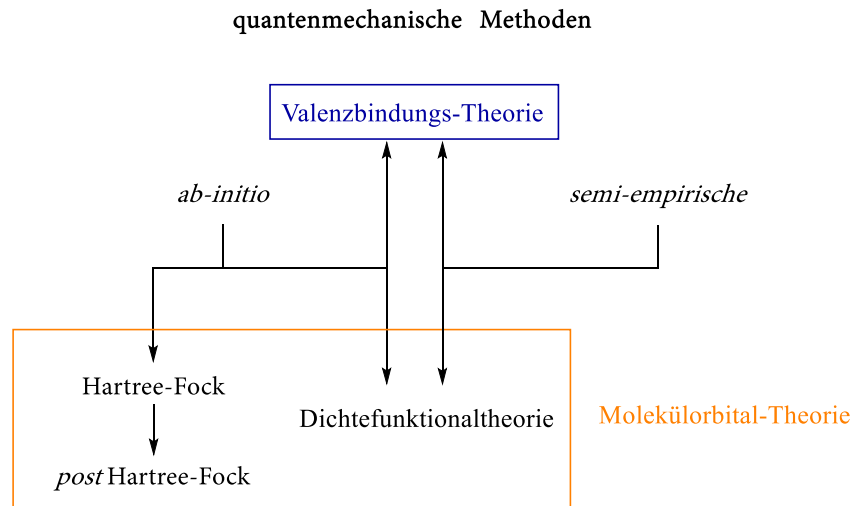 quantenmechanische Methoden
Valenzbindungs-Theorie
ab-initio
semi-empirische
Hartree-Fock
Dichtefunktionaltheorie
Molekülorbital-Theorie
post Hartree-Fock